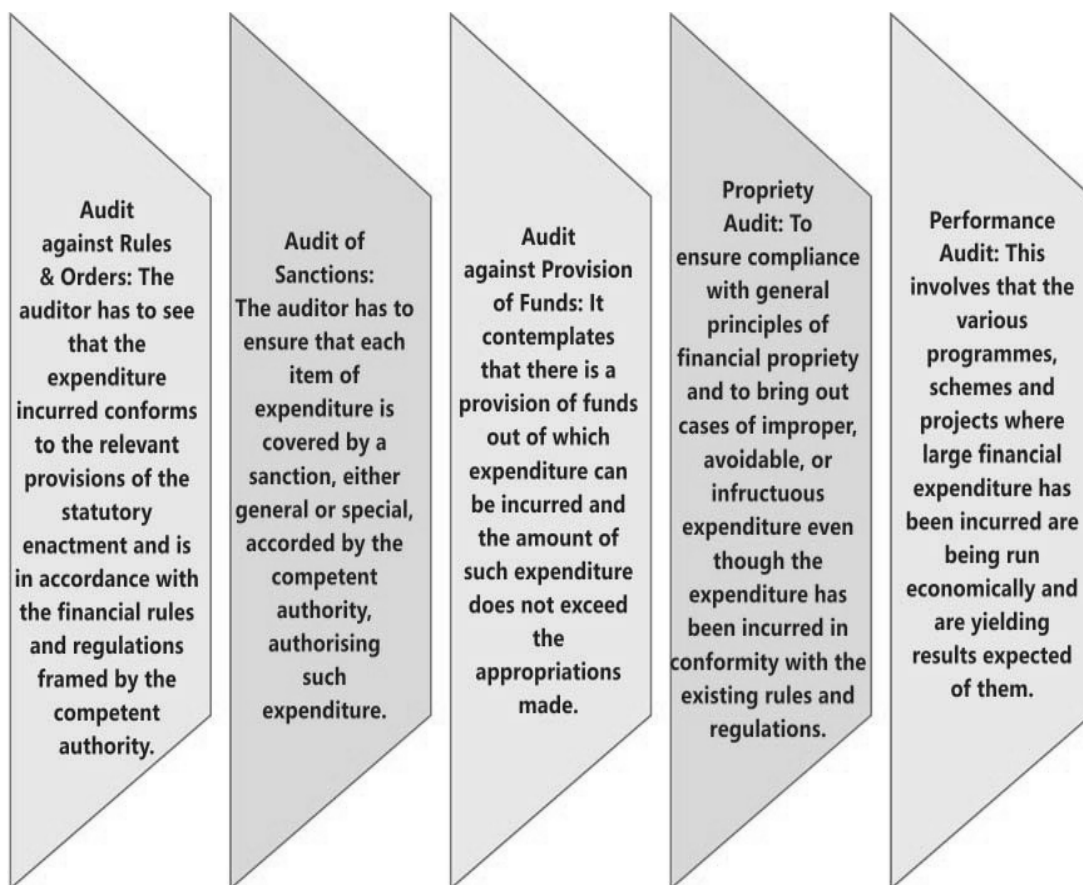 Audit
against Rules
& Orders: The
auditor has to see
that the
expenditure
incurred conforms
to the relevant
provisions of the
statutory
enactment and is
in accordance with
the financial rules
and regulations
framed by the
competent
authority.
Audit of
Sanctions:
The auditor has to
ensure that each
item of
expenditure is
covered by a
sanction, either
general or special,
accorded by the
competent
authority,
authorising
such
expenditure.
Audit
against Provision
of Funds: It
contemplates
that there is a
provision of funds
out of which
expenditure can
be incurred and
the amount of
such expenditure
does not exceed
the
appropriations
made.
Propriety
Audit: To
ensure compliance
with general
principles of
financial propriety
and to bring out
cases of improper,
avoidable, or
infructuous
expenditure even
though the
expenditure has
been incurred in
conformity with the
existing rules and
regulations.
Performance
Audit: This
involves that the
various
programmes,
schemes and
projects where
large financial
expenditure has
been incurred are
being run
economically and
are yielding
results expected
of them.